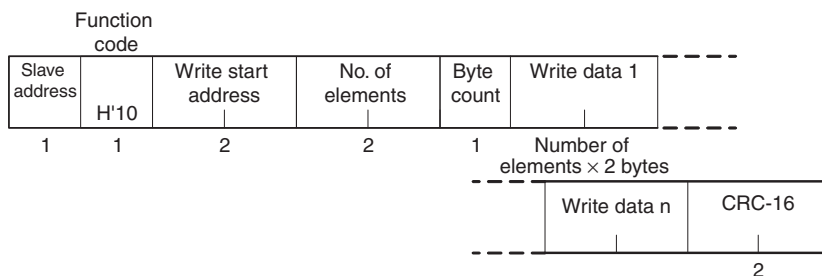 Function
code
Slave
address
H'10
Write start
address
No. of
elements
Byte
count
Write data 1
1
1
2
2
1
Number of
elements × 2 bytes
Write data n
CRC-16
2